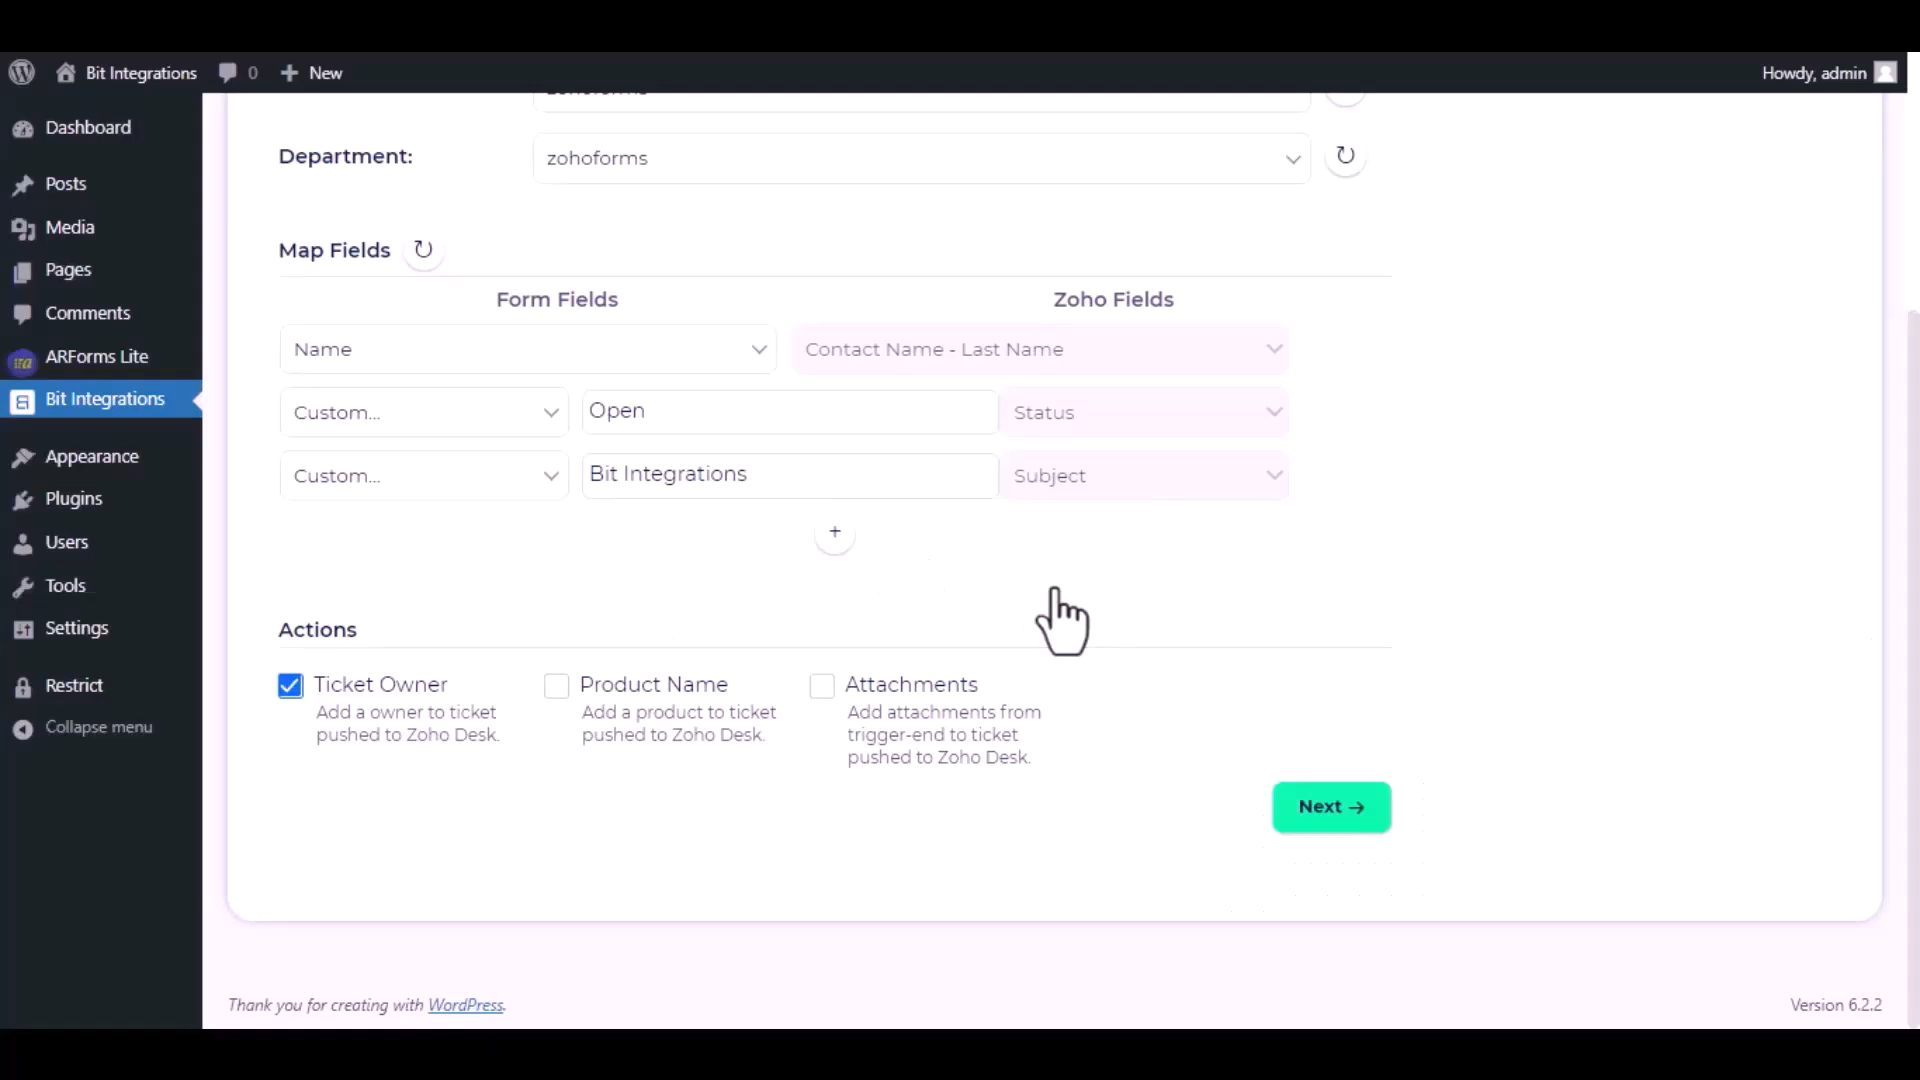 Bit Integrations 0 New Howdy, admin
Dashboard
Posts
Media
Pages
Comments
ARForms Lite
Bit Integrations
Appearance
Plugins
Users
Tools
Settings
Restrict
Collapse menu
Department: zohoforms
Map Fields
Form Fields Zoho Fields
Name Contact Name - Last Name
Custom... Open Status
Custom... Bit Integrations Subject
+
Actions
Ticket Owner Product Name Attachments
Add a owner to ticket
pushed to Zoho Desk.
Add a product to ticket
pushed to Zoho Desk.
Add attachments from
trigger-end to ticket
pushed to Zoho Desk.
Next →
Thank you for creating with WordPress.
Version 6.2.2